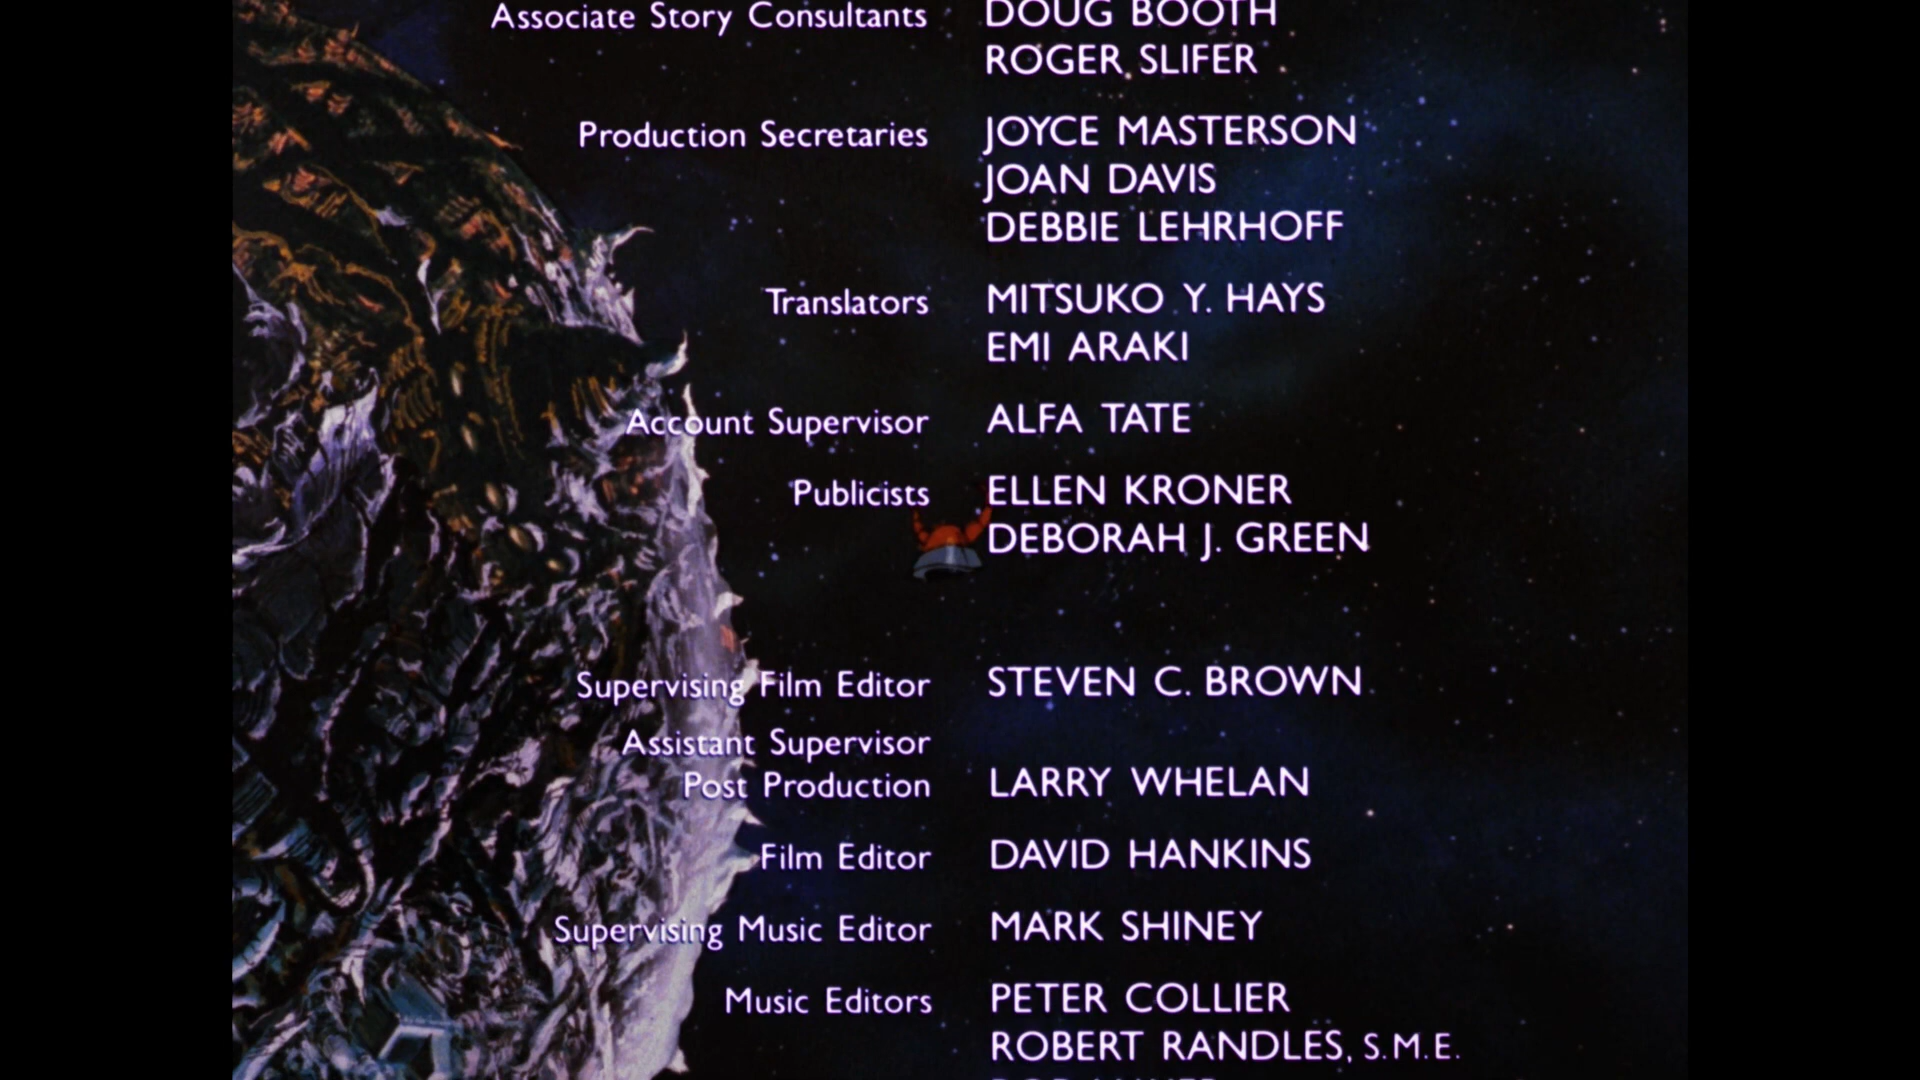 Associate Story Consultants DOUG BOOTH
ROGER SLIFER
Production Secretaries JOYCE MASTERSON
JOAN DAVIS
DEBBIE LEHRHOFF
Translators MITSUKO Y. HAYS
EMI ARAKI
Account Supervisor ALFA TATE
Publicists ELLEN KRONER
DEBORAH J. GREEN
Supervising Film Editor STEVEN C. BROWN
Assistant Supervisor
Post Production LARRY WHELAN
Film Editor DAVID HANKINS
Supervising Music Editor MARK SHINEY
Music Editors PETER COLLIER
ROBERT RANDLES, S.M.E.